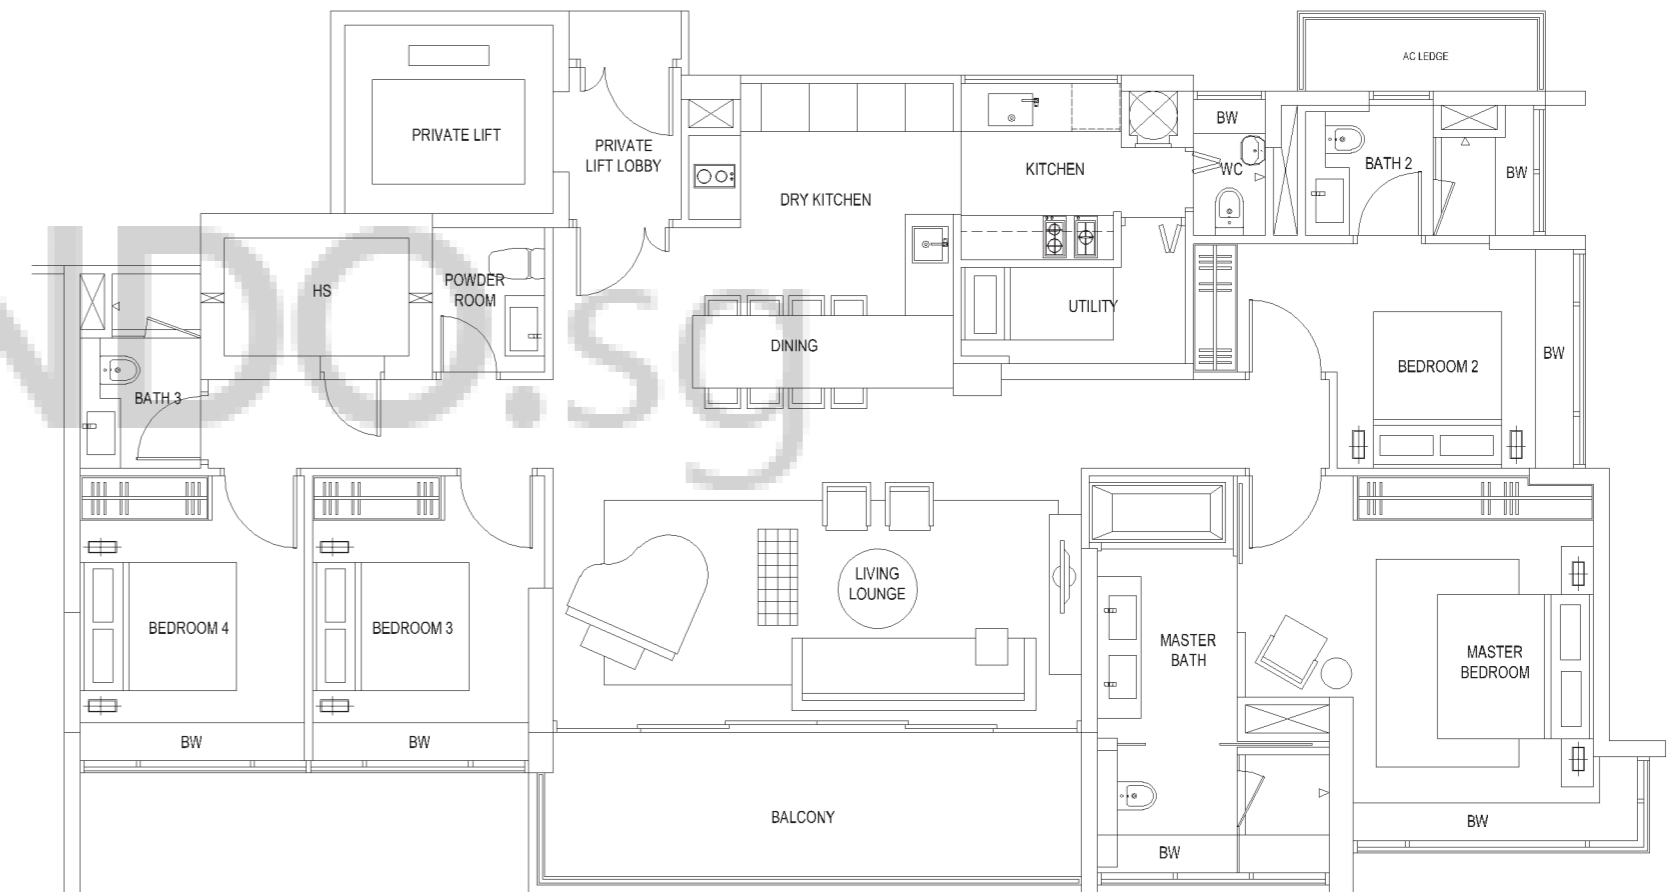 AC LEDGE
PRIVATE LIFT
PRIVATE
LIFT LOBBY
BW
WC
KITCHEN
BATH 2
BW
DRY KITCHEN
HS
POWDER
ROOM
UTILITY
DINING
BEDROOM 2
BW
BATH 3
NDO.sg
LIVING
LOUNGE
BEDROOM 4
BEDROOM 3
MASTER
BATH
MASTER
BEDROOM
BW
BW
BALCONY
BW
BW